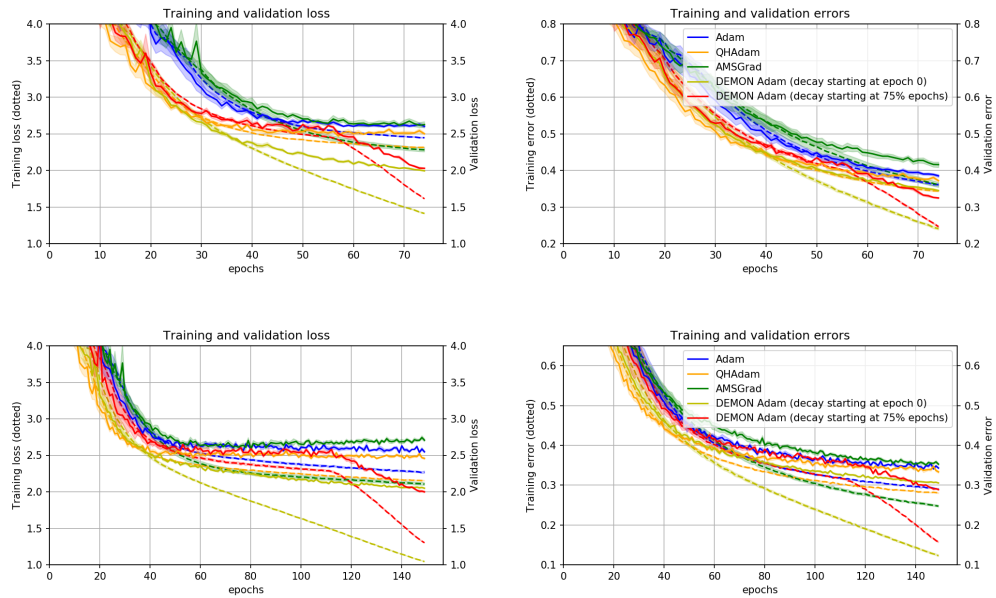 Training and validation loss
4.0
3.5
3.0
2.5
2.0
1.5
1.0
Training loss (dotted)
4.0
3.5
3.0
2.5
2.0
1.5
1.0
Validation loss
0 10 20 30 40 50 60 70
epochs
Training and validation errors
0.8
0.7
0.6
0.5
0.4
0.3
0.2
Training error (dotted)
0.8
0.7
0.6
0.5
0.4
0.3
0.2
Validation error
Adam
QHAdam
AMSGrad
DEMON Adam (decay starting at epoch 0)
DEMON Adam (decay starting at 75% epochs)
0 10 20 30 40 50 60 70
epochs
Training and validation loss
4.0
3.5
3.0
2.5
2.0
1.5
1.0
Training loss (dotted)
4.0
3.5
3.0
2.5
2.0
1.5
1.0
Validation loss
0 20 40 60 80 100 120 140
epochs
Training and validation errors
0.6
0.5
0.4
0.3
0.2
0.1
Training error (dotted)
0.6
0.5
0.4
0.3
0.2
0.1
Validation error
Adam
QHAdam
AMSGrad
DEMON Adam (decay starting at epoch 0)
DEMON Adam (decay starting at 75% epochs)
0 20 40 60 80 100 120 140
epochs